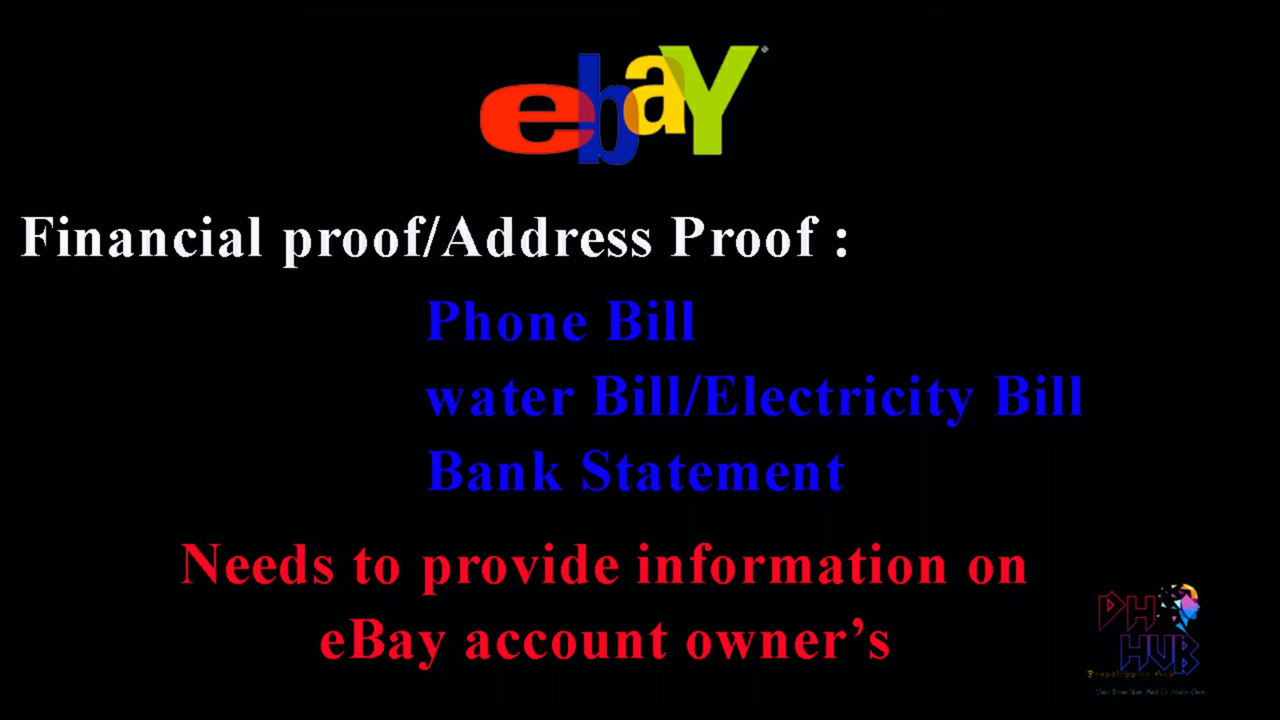 ebaY
Financial proof/Address Proof :
Phone Bill
water Bill/Electricity Bill
Bank Statement
Needs to provide information on
eBay account owner’s
DH
HUB